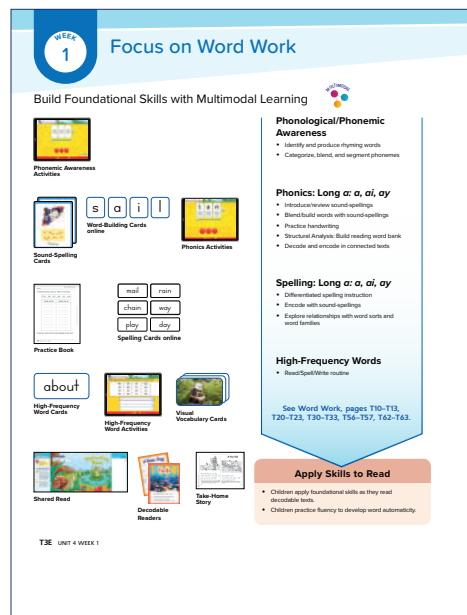 WEEK
1
Focus on Word Work
Build Foundational Skills with Multimodal Learning
MULTIMODAL
Phonemic Awareness
Activities
s a i l
Word-Building Cards
online
Sound-Spelling
Cards
Phonics Activities
Practice Book
mail rain
chain way
play day
Spelling Cards online
about
High-Frequency
Word Cards
High-Frequency
Word Activities
Visual
Vocabulary Cards
Shared Read
Decodable
Readers
Take-Home
Story
Phonological/Phonemic
Awareness
• Identify and produce rhyming words
• Categorize, blend, and segment phonemes
Phonics: Long a: a, ai, ay
• Introduce/review sound-spellings
• Blend/build words with sound-spellings
• Practice handwriting
• Structural Analysis: Build reading word bank
• Decode and encode in connected texts
Spelling: Long a: a, ai, ay
• Differentiated spelling instruction
• Encode with sound-spellings
• Explore relationships with word sorts and
word families
High-Frequency Words
• Read/Spell/Write routine
See Word Work, pages T10–T13,
T20–T23, T30–T33, T56–T57, T62–T63.
Apply Skills to Read
• Children apply foundational skills as they read
decodable texts.
• Children practice fluency to develop word automaticity.
T3E UNIT 4 WEEK 1